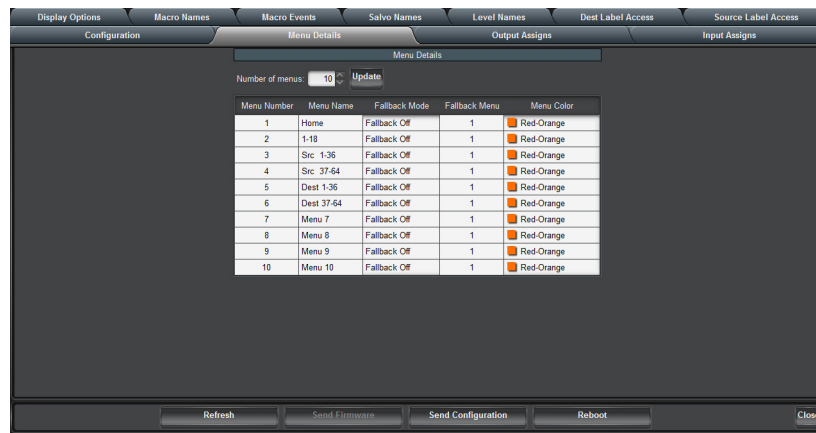 Display Options Macro Names Macro Events Salvo Names Level Names Dest Label Access Source Label Access
Configuration Menu Details Output Assigns Input Assigns
Menu Details
Number of menus: 10 Update
Menu Number Menu Name Fallback Mode Fallback Menu Menu Color
1 Home Fallback Off 1 Red-Orange
2 1-18 Fallback Off 1 Red-Orange
3 Src 1-36 Fallback Off 1 Red-Orange
4 Src 37-64 Fallback Off 1 Red-Orange
5 Dest 1-36 Fallback Off 1 Red-Orange
6 Dest 37-64 Fallback Off 1 Red-Orange
7 Menu 7 Fallback Off 1 Red-Orange
8 Menu 8 Fallback Off 1 Red-Orange
9 Menu 9 Fallback Off 1 Red-Orange
10 Menu 10 Fallback Off 1 Red-Orange
Refresh Send Firmware Send Configuration Reboot Close